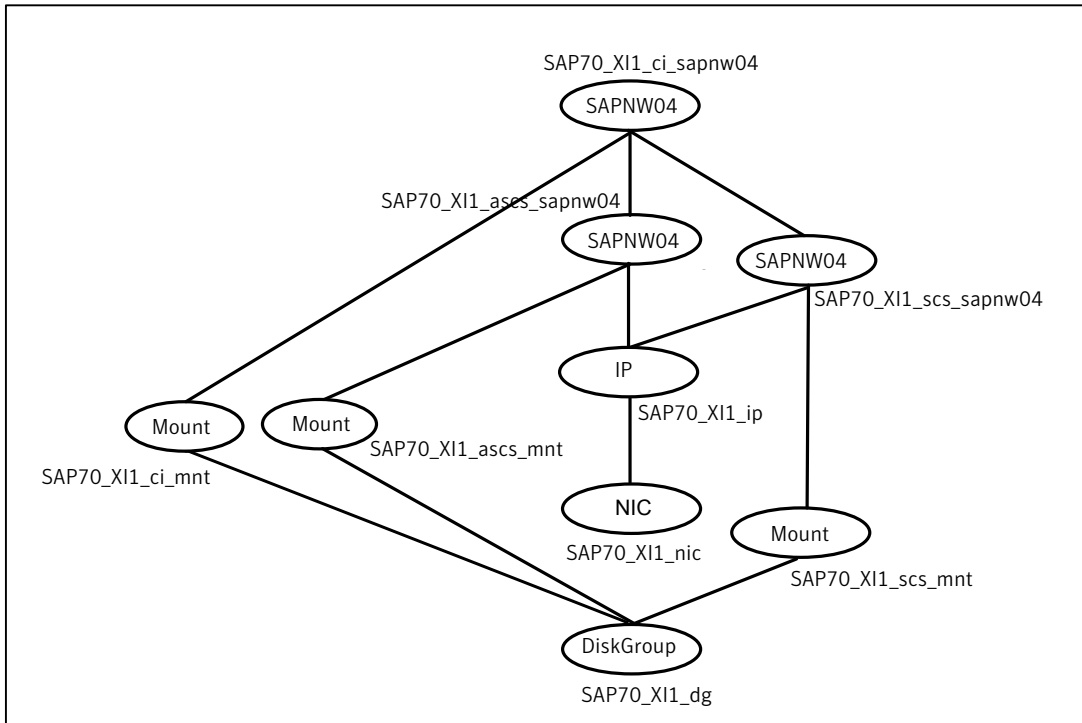 SAP70_XI1_ci_sapnw04
SAPNW04
SAP70_XI1_ascs_sapnw04
SAPNW04
SAPNW04
SAP70_XI1_scs_sapnw04
IP
SAP70_XI1_ip
Mount
Mount
SAP70_XI1_ascs_mnt
SAP70_XI1_ci_mnt
NIC
SAP70_XI1_nic
Mount
SAP70_XI1_scs_mnt
DiskGroup
SAP70_XI1_dg